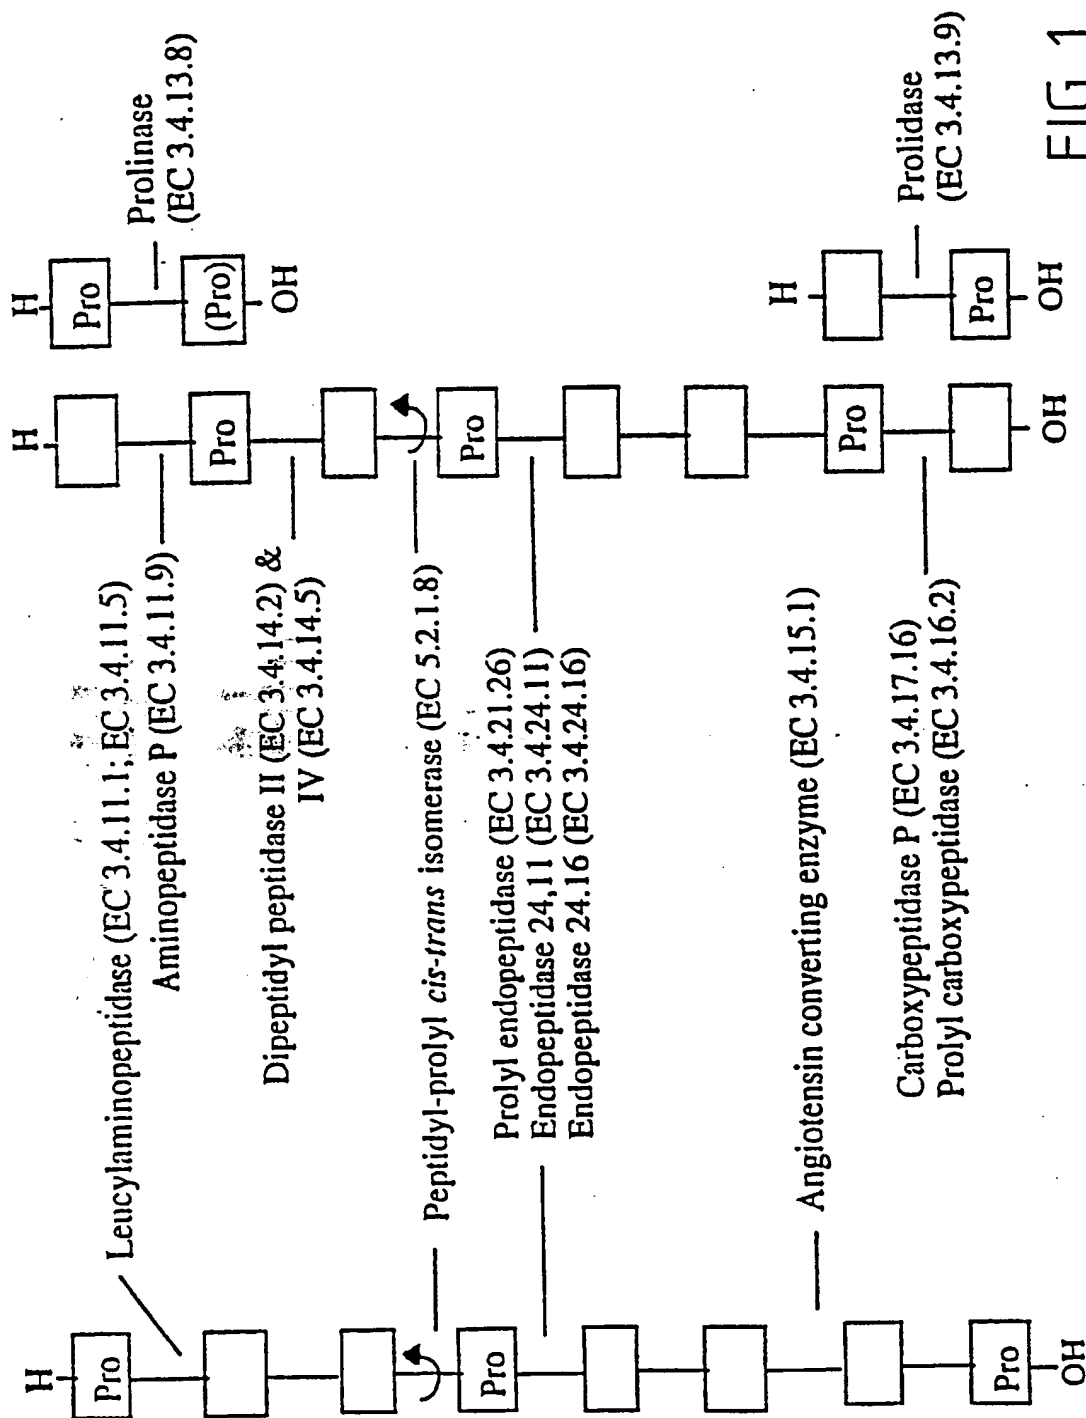 H
Pro
Pro
Pro
OH
Leucylaminopeptidase (EC 3.4.11.1; EC 3.4.11.5)
Aminopeptidase P (EC 3.4.11.9)
Dipeptidyl peptidase II (EC 3.4.14.2) &
IV (EC 3.4.14.5)
Peptidyl-prolyl cis-trans isomerase (EC 5.2.1.8)
Prolyl endopeptidase (EC 3.4.21.26)
Endopeptidase 24,11 (EC 3.4.24.11)
Endopeptidase 24.16 (EC 3.4.24.16)
Angiotensin converting enzyme (EC 3.4.15.1)
Carboxypeptidase P (EC 3.4.17.16)
Prolyl carboxypeptidase (EC 3.4.16.2)
H
Pro
Pro
Pro
OH
H
Pro
(Pro)
OH
Prolinase
(EC 3.4.13.8)
H
Pro
OH
Prolidase
(EC 3.4.13.9)
FIG. 1